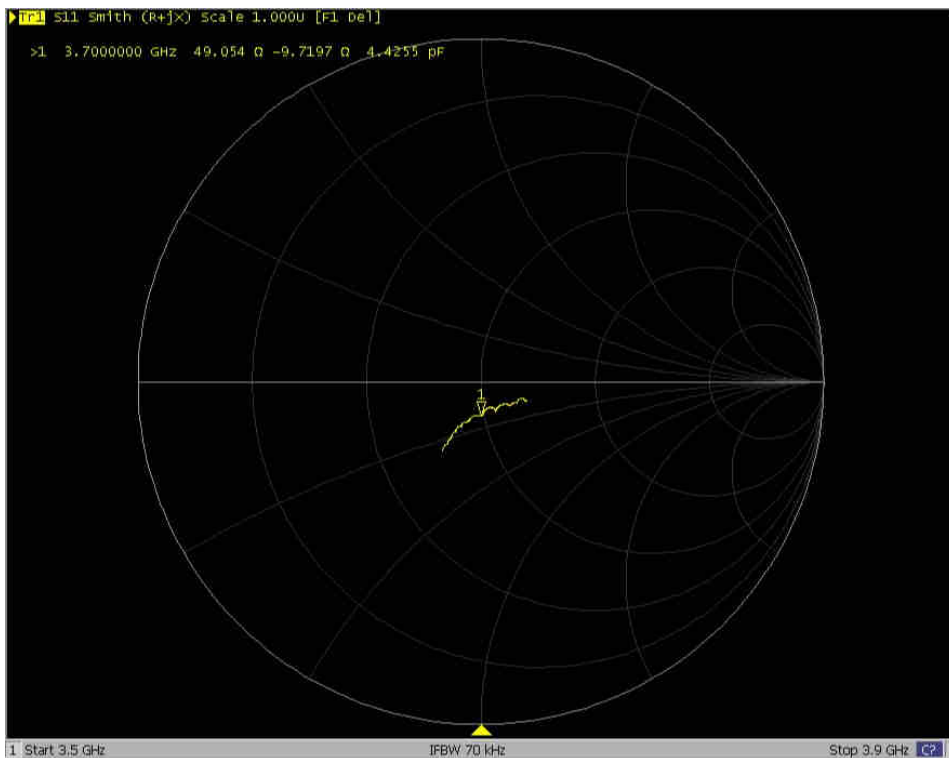 Tr1 S11 Smith (R+jX) Scale 1.000U [F1 Del]
>1 3.7000000 GHz 49.054 Ω -9.7197 Ω 4.4255 pF
1
1 Start 3.5 GHz IFBW 70 kHz Stop 3.9 GHz C?